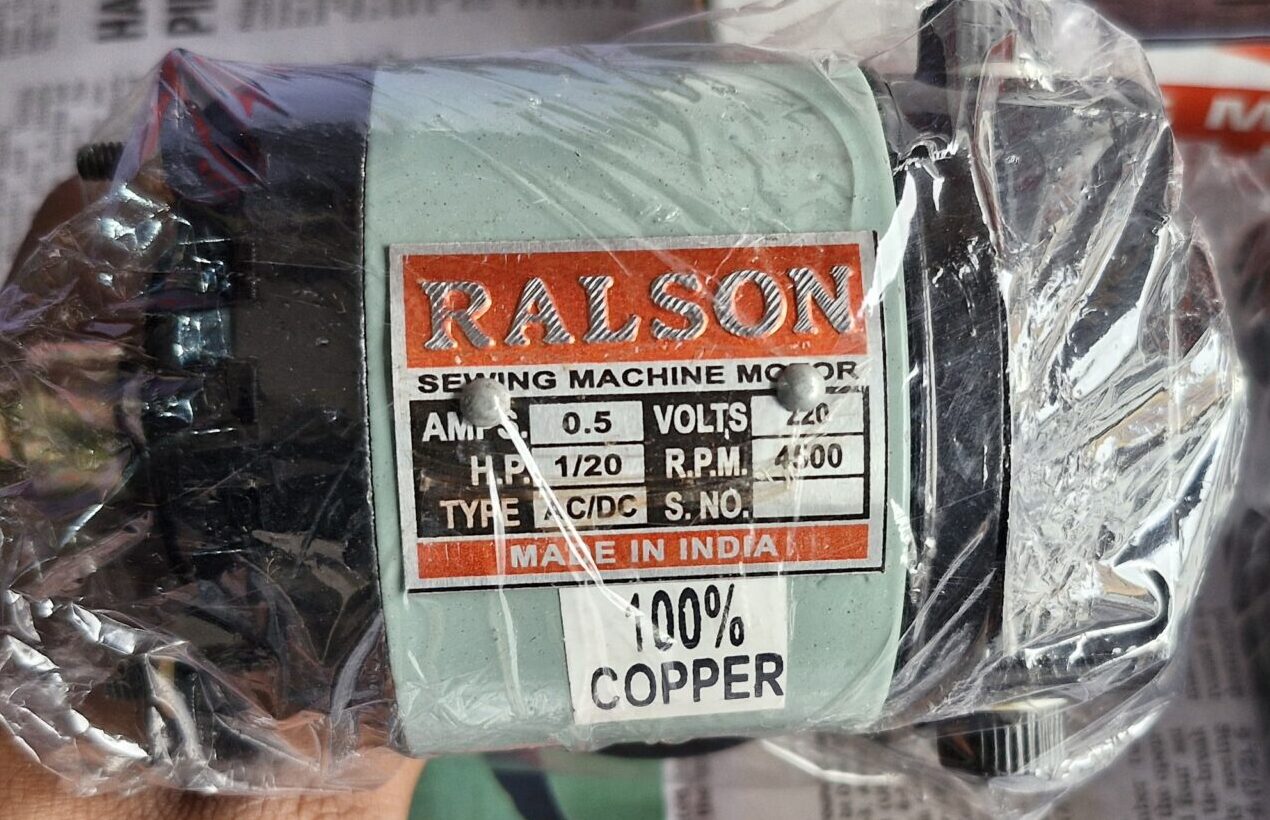 RALSON
SEWING MACHINE MOTOR
AMPS. 0.5 VOLTS 220
H.P. 1/20 R.P.M. 4500
TYPE AC/DC S. NO.
MADE IN INDIA
100%
COPPER